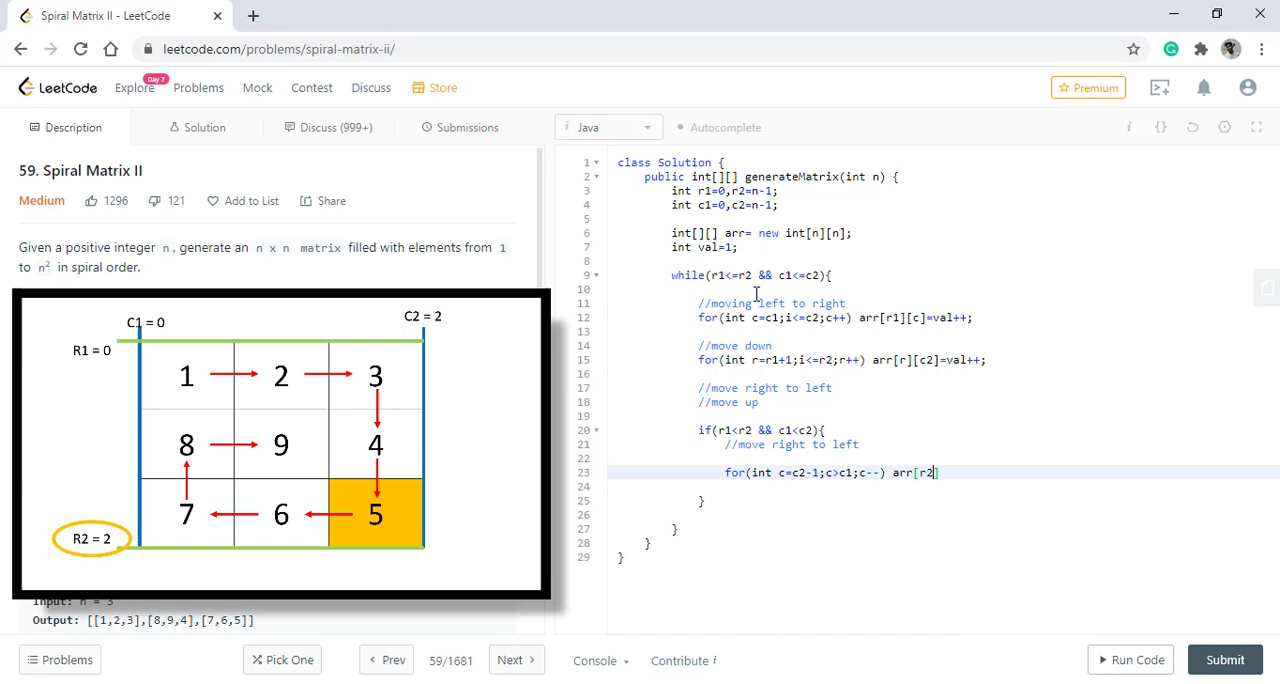 Spiral Matrix II - LeetCode
leetcode.com/problems/spiral-matrix-ii/
LeetCode Explore Day 7 Problems Mock Contest Discuss Store Premium
Description Solution Discuss (999+) Submissions
i Java Autocomplete
59. Spiral Matrix II
Medium 1296 121 Add to List Share
Given a positive integer n, generate an n x n matrix filled with elements from 1
to n² in spiral order.
C1 = 0 C2 = 2
R1 = 0
1 2 3
8 9 4
7 6 5
R2 = 2
Input: n = 3
Output: [[1,2,3],[8,9,4],[7,6,5]]
1 class Solution {
2 public int[][] generateMatrix(int n) {
3 int r1=0,r2=n-1;
4 int c1=0,c2=n-1;
5
6 int[][] arr= new int[n][n];
7 int val=1;
8
9 while(r1<=r2 && c1<=c2){
10
11 //moving left to right
12 for(int c=c1;i<=c2;c++) arr[r1][c]=val++;
13
14 //move down
15 for(int r=r1+1;i<=r2;r++) arr[r][c2]=val++;
16
17 //move right to left
18 //move up
19
20 if(r1<r2 && c1<c2){
21 //move right to left
22
23 for(int c=c2-1;c>c1;c--) arr[r2]
24
25 }
26
27 }
28 }
29 }
Problems Pick One Prev 59/1681 Next Console Contribute i Run Code Submit